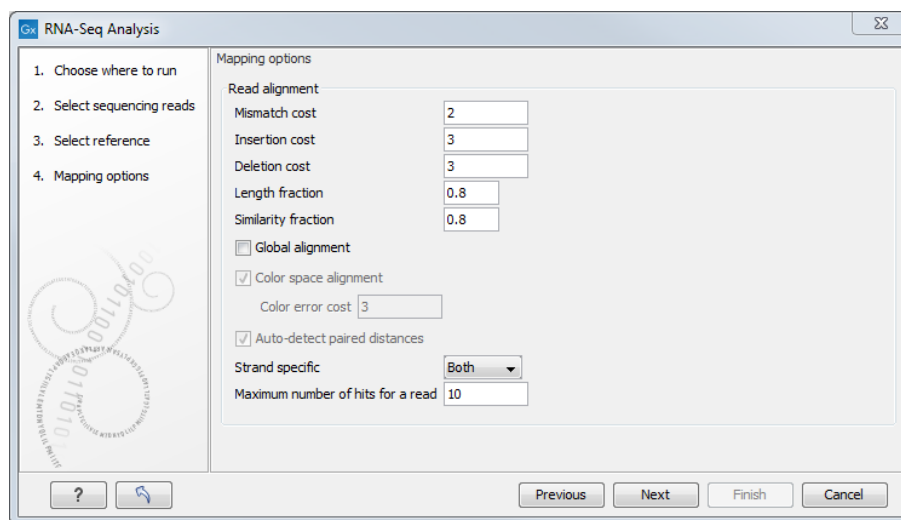 Gx RNA-Seq Analysis
1. Choose where to run
2. Select sequencing reads
3. Select reference
4. Mapping options
Mapping options
Read alignment
Mismatch cost 2
Insertion cost 3
Deletion cost 3
Length fraction 0.8
Similarity fraction 0.8
Global alignment
Color space alignment
Color error cost 3
Auto-detect paired distances
Strand specific Both
Maximum number of hits for a read 10
? Previous Next Finish Cancel